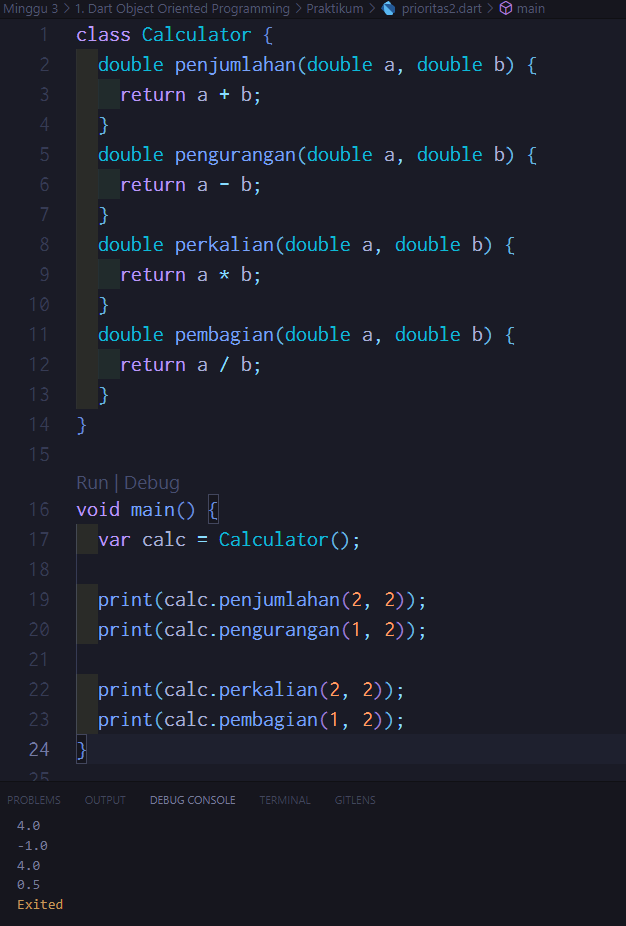 Minggu 3 > 1. Dart Object Oriented Programming > Praktikum > prioritas2.dart > main
1 class Calculator {
2 double penjumlahan(double a, double b) {
3 return a + b;
4 }
5 double pengurangan(double a, double b) {
6 return a - b;
7 }
8 double perkalian(double a, double b) {
9 return a * b;
10 }
11 double pembagian(double a, double b) {
12 return a / b;
13 }
14 }
15
Run | Debug
16 void main() {
17 var calc = Calculator();
18
19 print(calc.penjumlahan(2, 2));
20 print(calc.pengurangan(1, 2));
21
22 print(calc.perkalian(2, 2));
23 print(calc.pembagian(1, 2));
24 }
25
PROBLEMS OUTPUT DEBUG CONSOLE TERMINAL GITLENS
4.0
-1.0
4.0
0.5
Exited